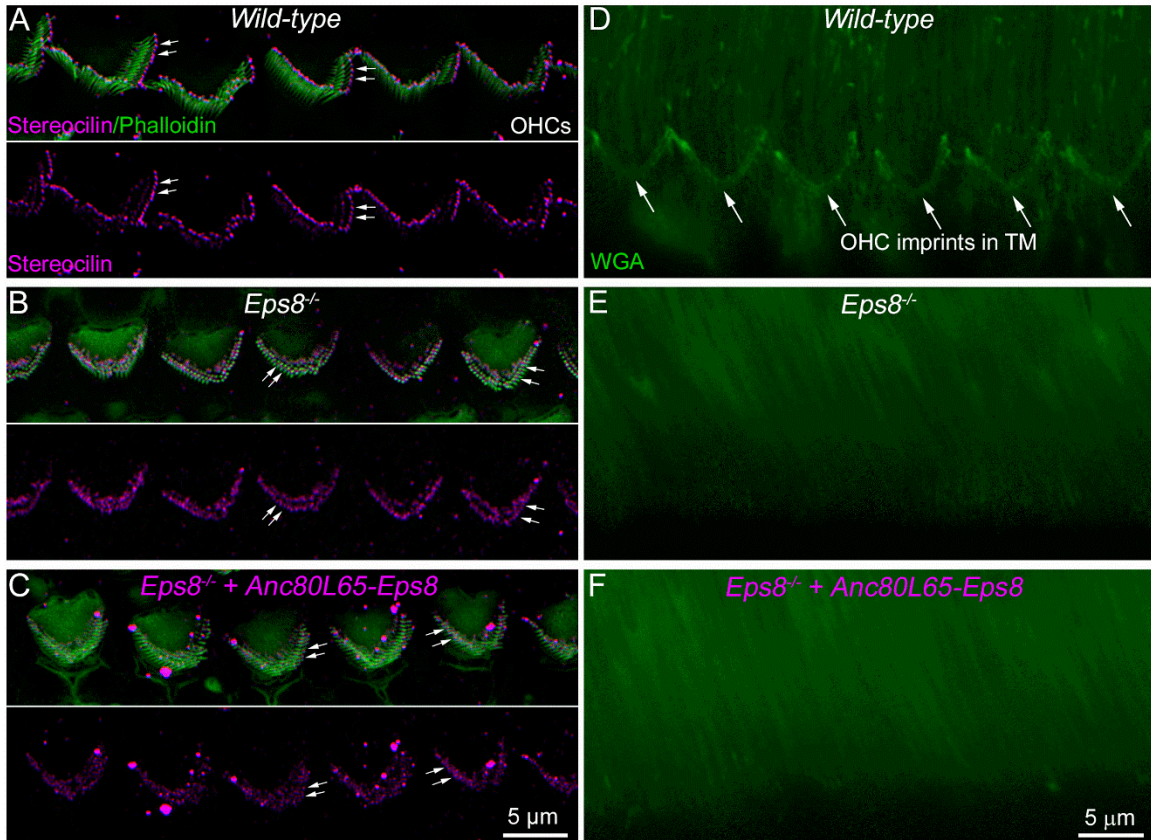 A
Wild-type
Stereocilin/Phalloidin
OHCs
Stereocilin
B
Eps8-/-
C
Eps8-/- + Anc80L65-Eps8
5 µm
D
Wild-type
OHC imprints in TM
WGA
E
Eps8-/-
F
Eps8-/- + Anc80L65-Eps8
5 µm